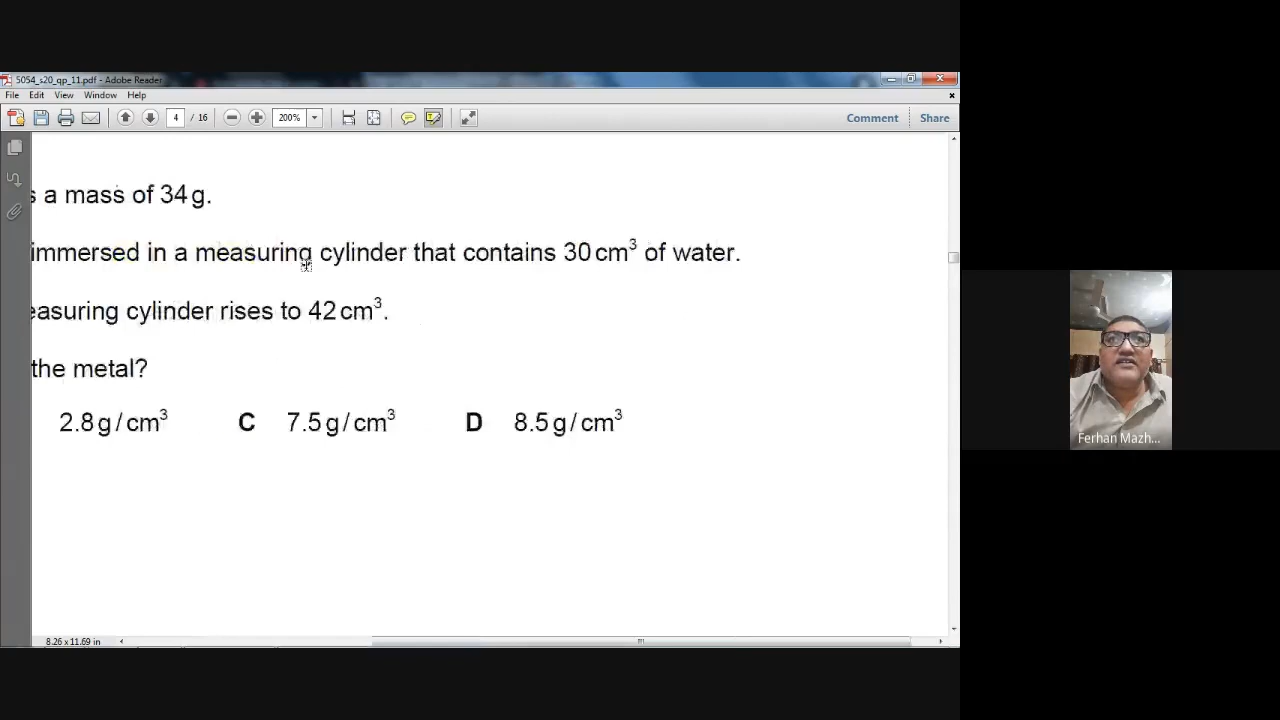 5054_s20_qp_11.pdf - Adobe Reader
File Edit View Window Help
4 / 16 200% Comment Share
s a mass of 34 g.
immersed in a measuring cylinder that contains 30 cm³ of water.
easuring cylinder rises to 42 cm³.
the metal?
2.8 g / cm³ C 7.5 g / cm³ D 8.5 g / cm³
Ferhan Mazh...
8.26 x 11.69 in